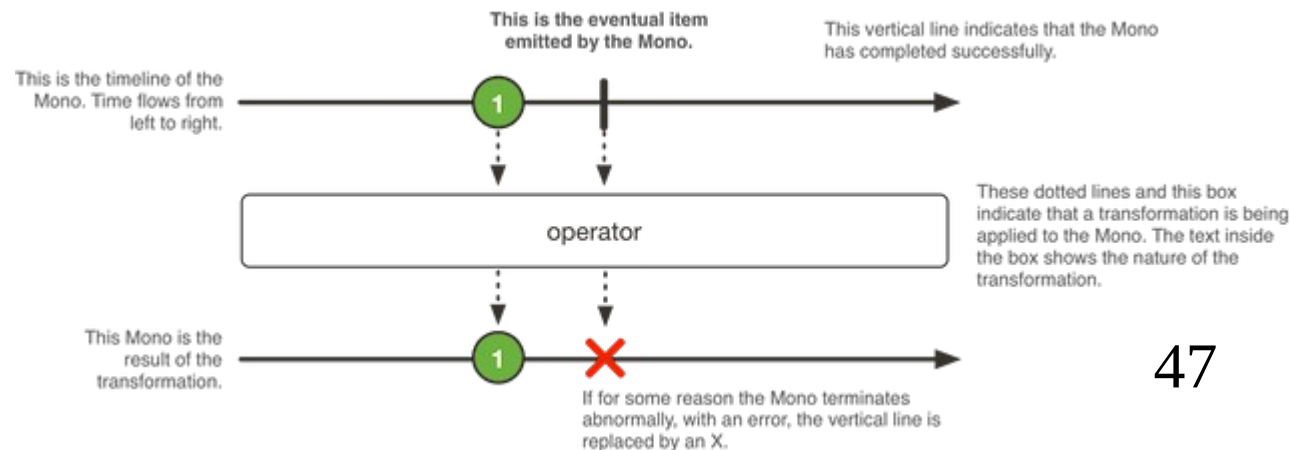 This is the eventual item
emitted by the Mono.
This vertical line indicates that the Mono
has completed successfully.
This is the timeline of the
Mono. Time flows from
left to right.
1
These dotted lines and this box
indicate that a transformation is being
applied to the Mono. The text inside
the box shows the nature of the
transformation.
operator
This Mono is the
result of the
transformation.
1
47
If for some reason the Mono terminates
abnormally, with an error, the vertical line is
replaced by an X.